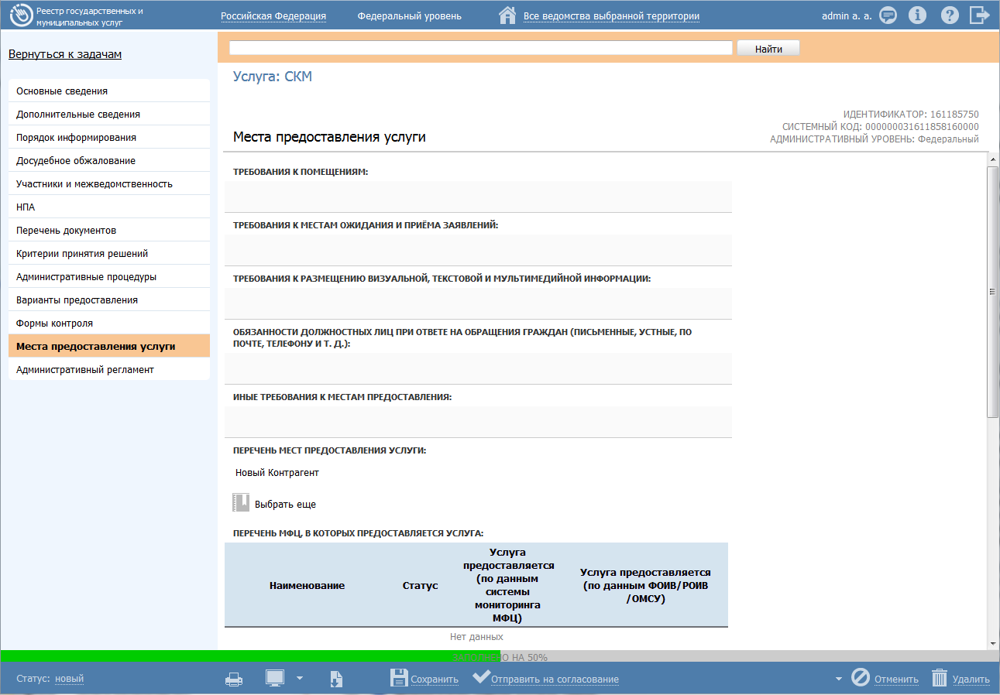 Реестр государственных и
муниципальных услуг
Российская Федерация
Федеральный уровень
Все ведомства выбранной территории
admin a. a.
Вернуться к задачам
Найти
Основные сведения
Дополнительные сведения
Порядок информирования
Досудебное обжалование
Участники и межведомственность
НПА
Перечень документов
Критерии принятия решений
Административные процедуры
Варианты предоставления
Формы контроля
Места предоставления услуги
Административный регламент
Услуга: СКМ
ИДЕНТИФИКАТОР: 161185750
СИСТЕМНЫЙ КОД: 000000031611858160000
АДМИНИСТРАТИВНЫЙ УРОВЕНЬ: Федеральный
Места предоставления услуги
ТРЕБОВАНИЯ К ПОМЕЩЕНИЯМ:
ТРЕБОВАНИЯ К МЕСТАМ ОЖИДАНИЯ И ПРИЁМА ЗАЯВЛЕНИЙ:
ТРЕБОВАНИЯ К РАЗМЕЩЕНИЮ ВИЗУАЛЬНОЙ, ТЕКСТОВОЙ И МУЛЬТИМЕДИЙНОЙ ИНФОРМАЦИИ:
ОБЯЗАННОСТИ ДОЛЖНОСТНЫХ ЛИЦ ПРИ ОТВЕТЕ НА ОБРАЩЕНИЯ ГРАЖДАН (ПИСЬМЕННЫЕ, УСТНЫЕ, ПО
ПОЧТЕ, ТЕЛЕФОНУ И Т. Д.):
ИНЫЕ ТРЕБОВАНИЯ К МЕСТАМ ПРЕДОСТАВЛЕНИЯ:
ПЕРЕЧЕНЬ МЕСТ ПРЕДОСТАВЛЕНИЯ УСЛУГИ:
Новый Контрагент
Выбрать еще
ПЕРЕЧЕНЬ МФЦ, В КОТОРЫХ ПРЕДОСТАВЛЯЕТСЯ УСЛУГА:
Наименование
Статус
Услуга
предоставляется
(по данным
системы
мониторинга
МФЦ)
Услуга предоставляется
(по данным ФОИВ/РОИВ
/ОМСУ)
Нет данных
ЗАПОЛНЕНО НА 50%
Статус: новый
Сохранить
Отправить на согласование
Отменить
Удалить